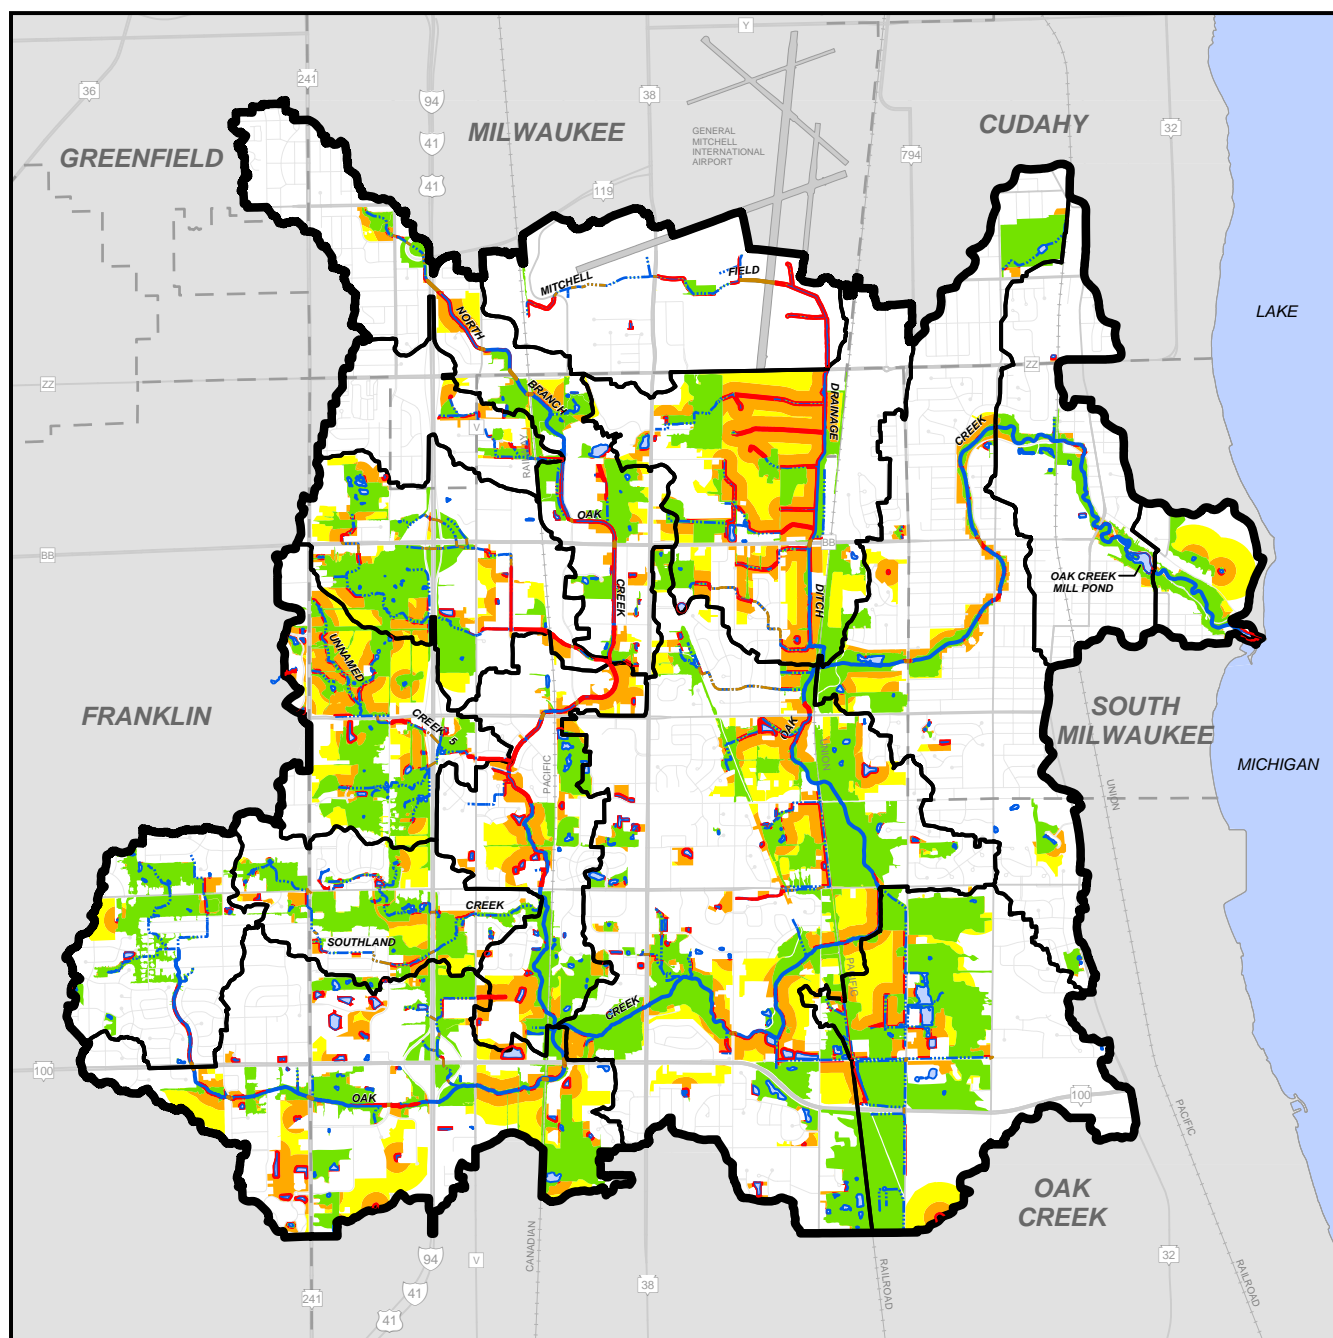 Y
36
241
94
38
MILWAUKEE
CUDAHY
GENERAL
MITCHELL
INTERNATIONAL
AIRPORT
32
41
GREENFIELD
794
41
119
MITCHELL
FIELD
LAKE
NORTH
ZZ
ZZ
BRANCH
DRAINAGE
V
CREEK
RAILWAY
OAK
BB
BB
OAK CREEK
MILL POND
CREEK
DITCH
UNNAMED
FRANKLIN
SOUTH
MILWAUKEE
CREEK 5
OAK
UNION
PACIFIC
MICHIGAN
UNION
CREEK
SOUTHLAND
PACIFIC
CREEK
100
OAK
100
PACIFIC
OAK
CREEK
CANADIAN
94
V
32
RAILROAD
RAILROAD
38
41
241
41